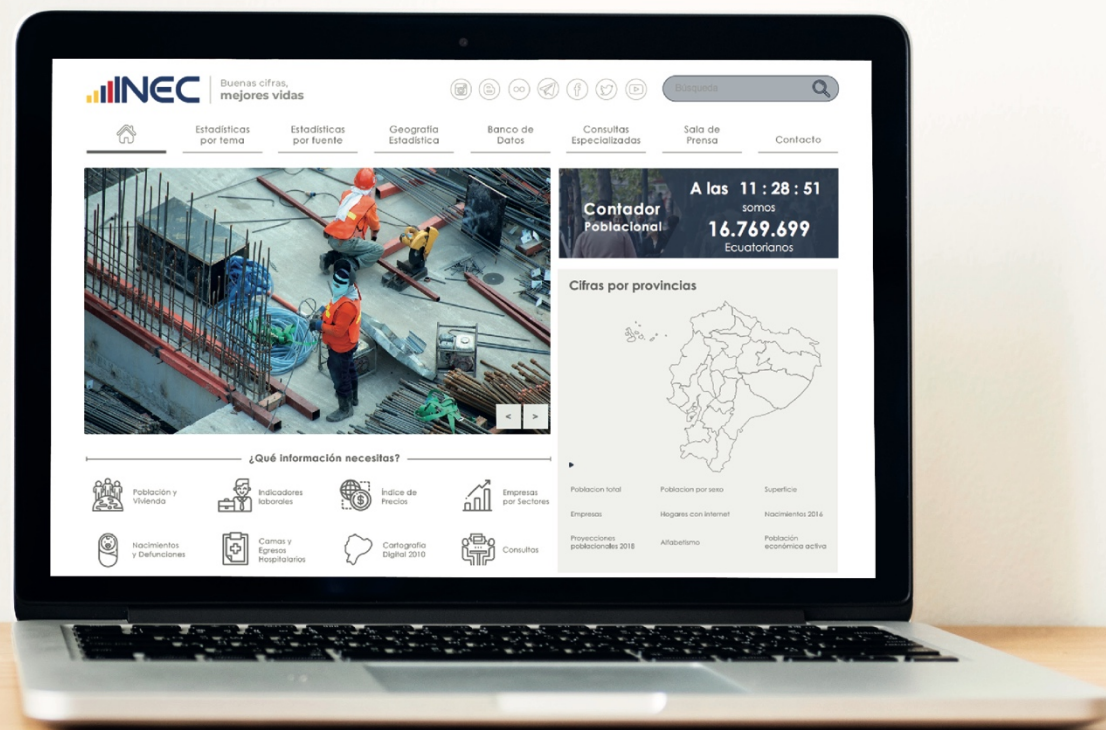 INEC
Buenas cifras,
mejores vidas
Búsqueda
Estadísticas
por tema
Estadísticas
por fuente
Geografía
Estadística
Banco de
Datos
Consultas
Especializadas
Sala de
Prensa
Contacto
Contador
Poblacional
A las 11 : 28 : 51
somos
16.769.699
Ecuatorianos
Cifras por provincias
< >
¿Qué información necesitas?
Población y
Vivienda
Indicadores
laborales
Índice de
Precios
Empresas
por Sectores
Nacimientos
y Defunciones
Camas y
Egresos
Hospitalarios
Cartografía
Digital 2010
Consultas
Poblacion total
Poblacion por sexo
Superficie
Empresas
Hogares con Internet
Nacimientos 2016
Proyecciones
poblacionales 2018
Alfabetismo
Población
económica activa